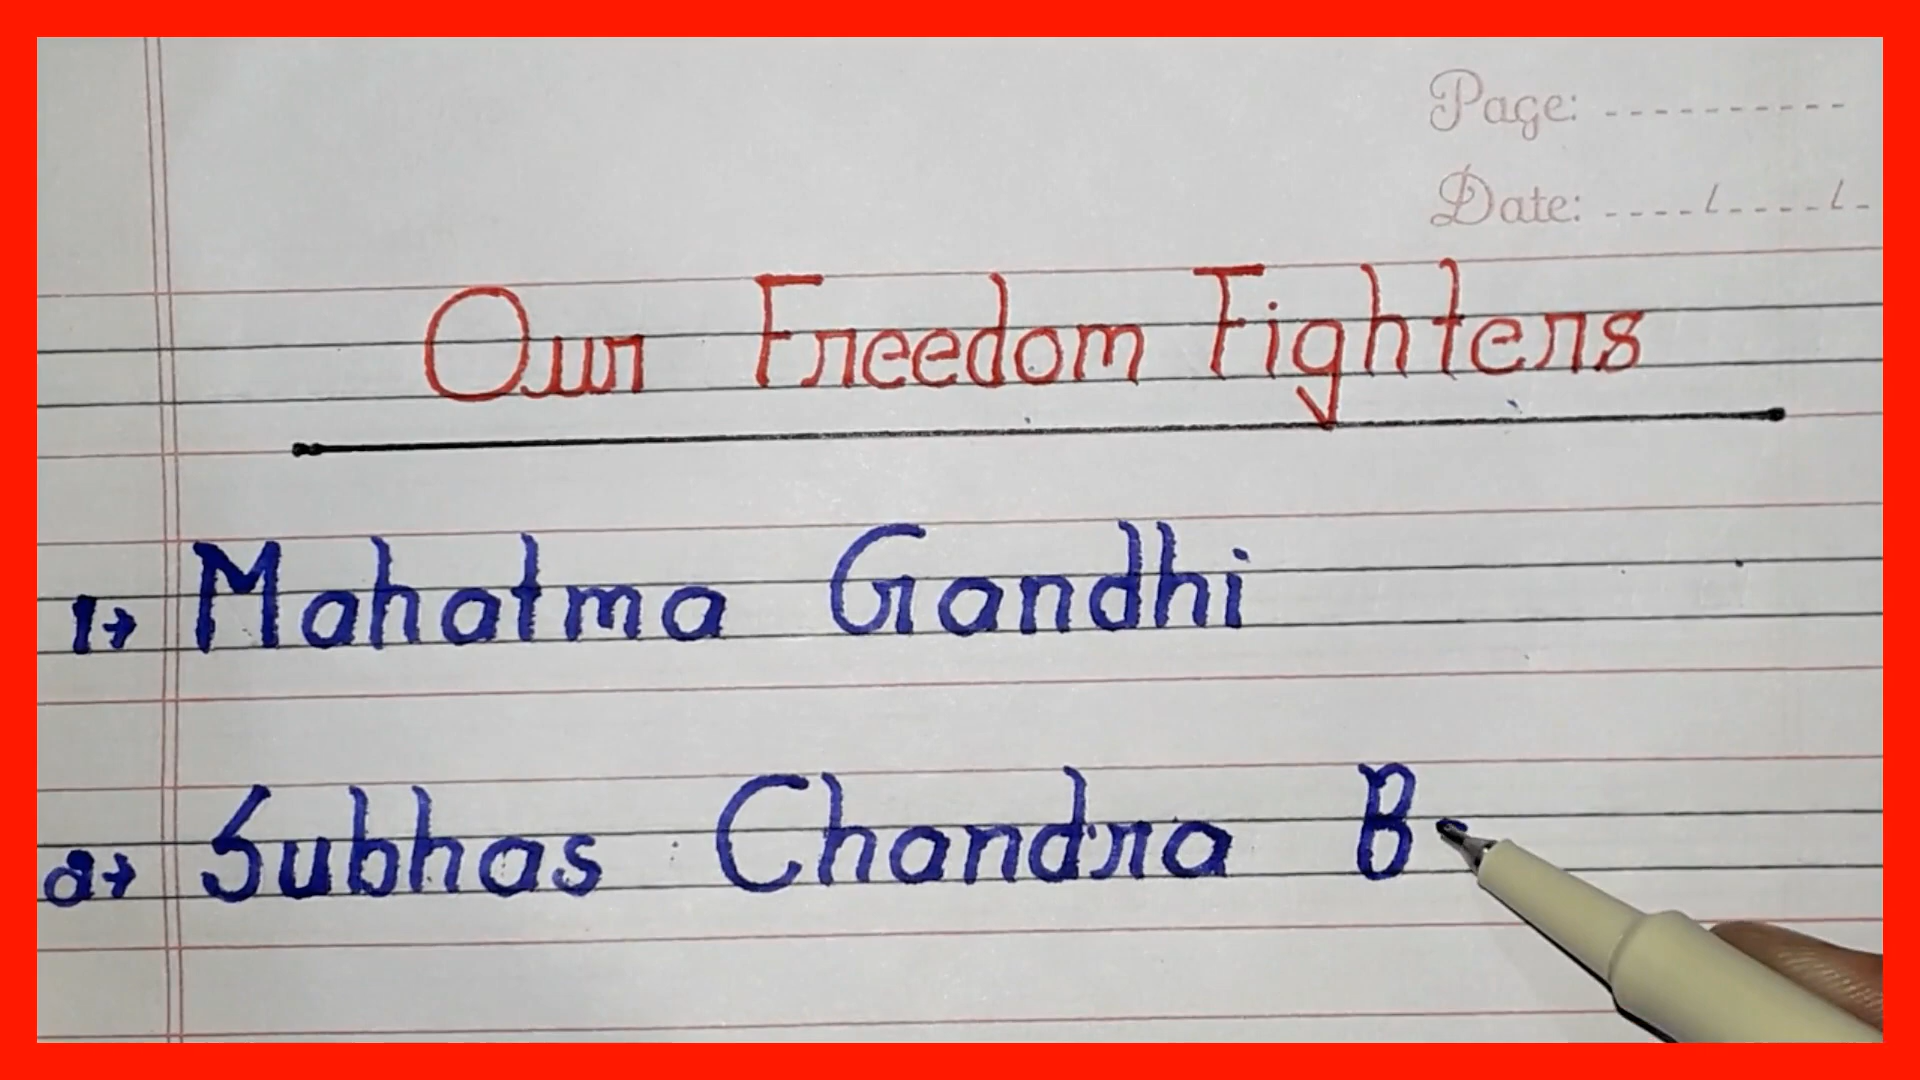 Page: ----------
Date: ----/----/-
Our Freedom Fighters
1→ Mahatma Gandhi
2→ Subhas Chandra B